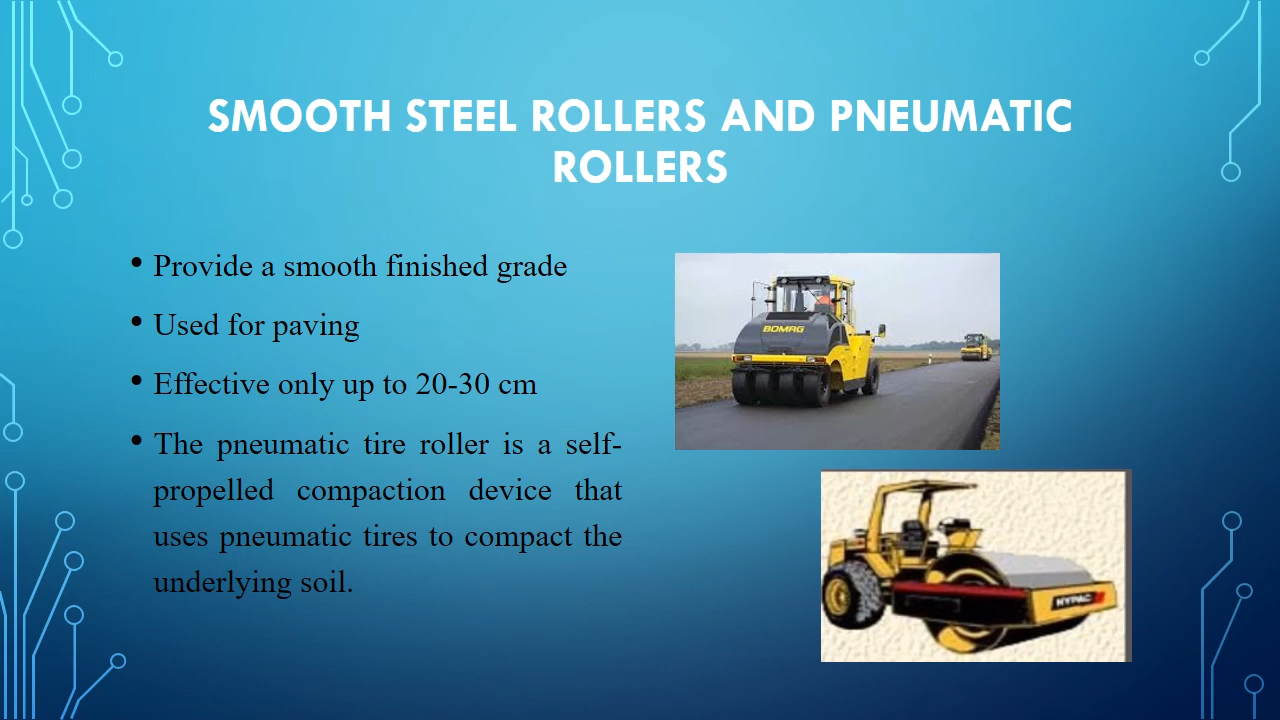 SMOOTH STEEL ROLLERS AND PNEUMATIC
ROLLERS
• Provide a smooth finished grade
• Used for paving
• Effective only up to 20-30 cm
• The pneumatic tire roller is a self-
propelled compaction device that
uses pneumatic tires to compact the
underlying soil.
BOMAG
HYPAC